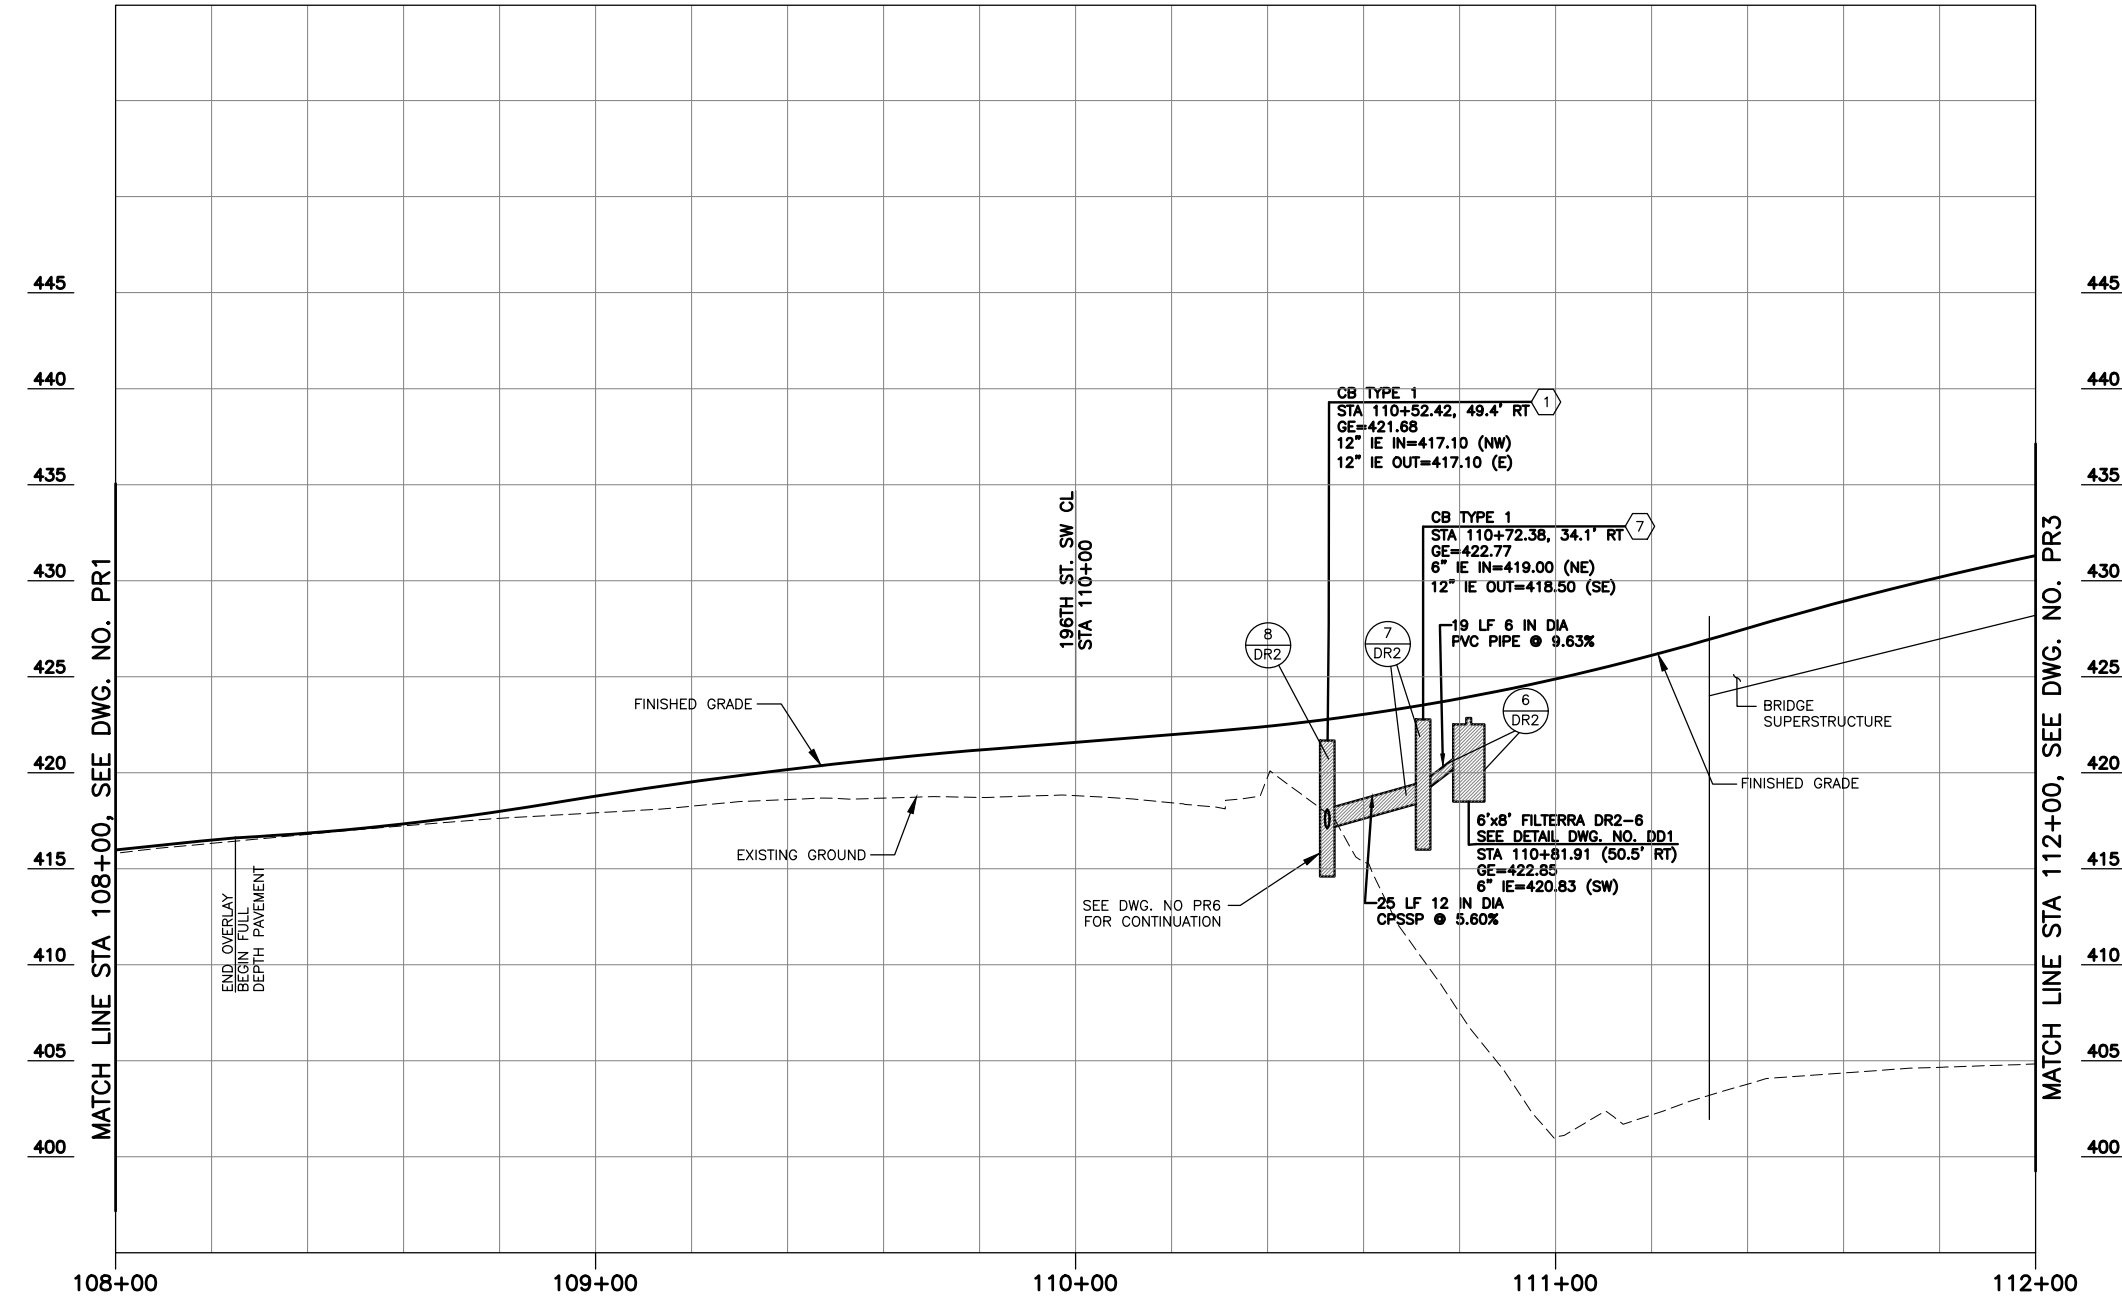 445
440
435
430
425
420
415
410
405
400
MATCH LINE STA 108+00, SEE DWG. NO. PR1
END OVERLAY
BEGIN FULL
DEPTH PAVEMENT
FINISHED GRADE
EXISTING GROUND
196TH ST. SW CL
STA 110+00
CB TYPE 1
STA 110+52.42, 49.4' RT
GE=421.68
12" IE IN=417.10 (NW)
12" IE OUT=417.10 (E)
1
CB TYPE 1
STA 110+72.38, 34.1' RT
GE=422.77
6" IE IN=419.00 (NE)
12" IE OUT=418.50 (SE)
7
19 LF 6 IN DIA
PVC PIPE @ 9.63%
8
DR2
7
DR2
6
DR2
BRIDGE
SUPERSTRUCTURE
FINISHED GRADE
6'x8' FILTERRA DR2-6
SEE DETAIL DWG. NO. DD1
STA 110+81.91 (50.5' RT)
GE=422.85
6" IE=420.83 (SW)
SEE DWG. NO PR6
FOR CONTINUATION
25 LF 12 IN DIA
CPSSP @ 5.60%
MATCH LINE STA 112+00, SEE DWG. NO. PR3
445
440
435
430
425
420
415
410
405
400
108+00
109+00
110+00
111+00
112+00